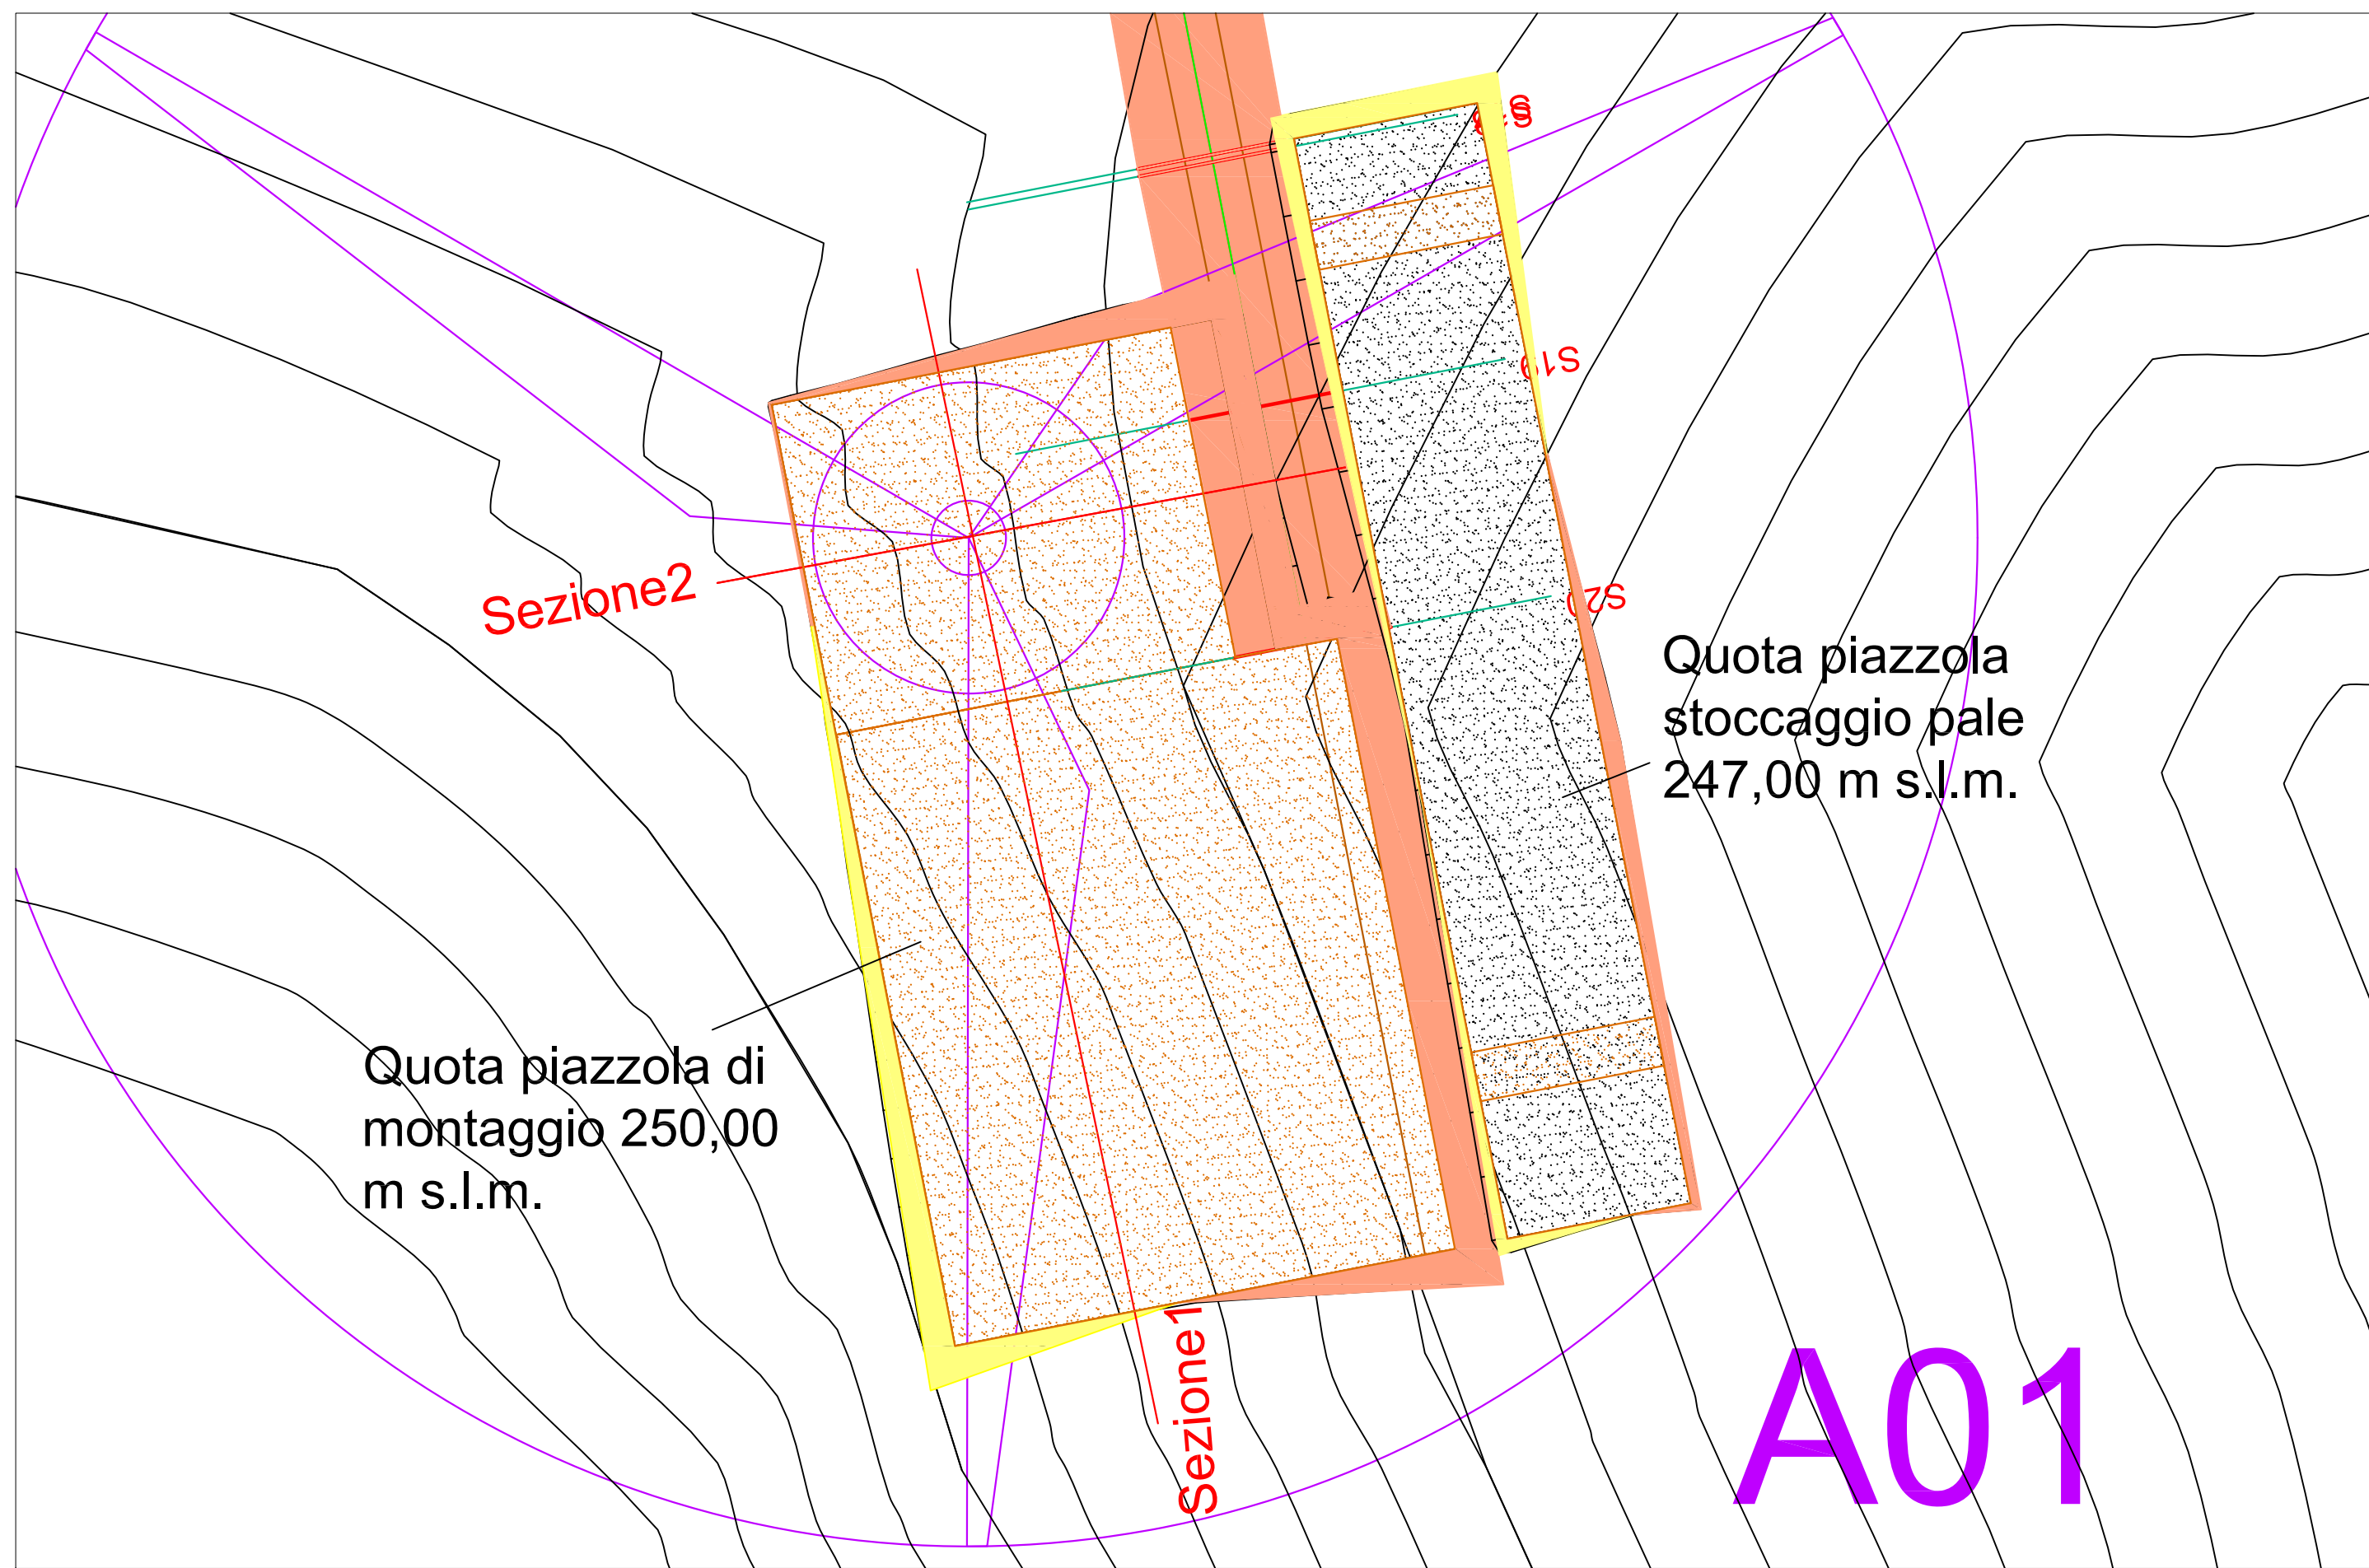 S19
S20
Sezione2
Quota piazzola
stoccaggio pale
247,00 m s.l.m.
Quota piazzola di
montaggio 250,00
m s.l.m.
Sezione1
A01